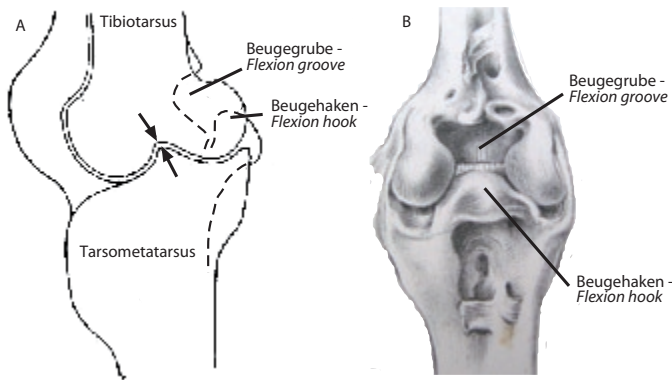 A
Tibiotarsus
Beugegrube -
Flexion groove
Beugehaken -
Flexion hook
Tarsometatarsus
B
Beugegrube -
Flexion groove
Beugehaken -
Flexion hook